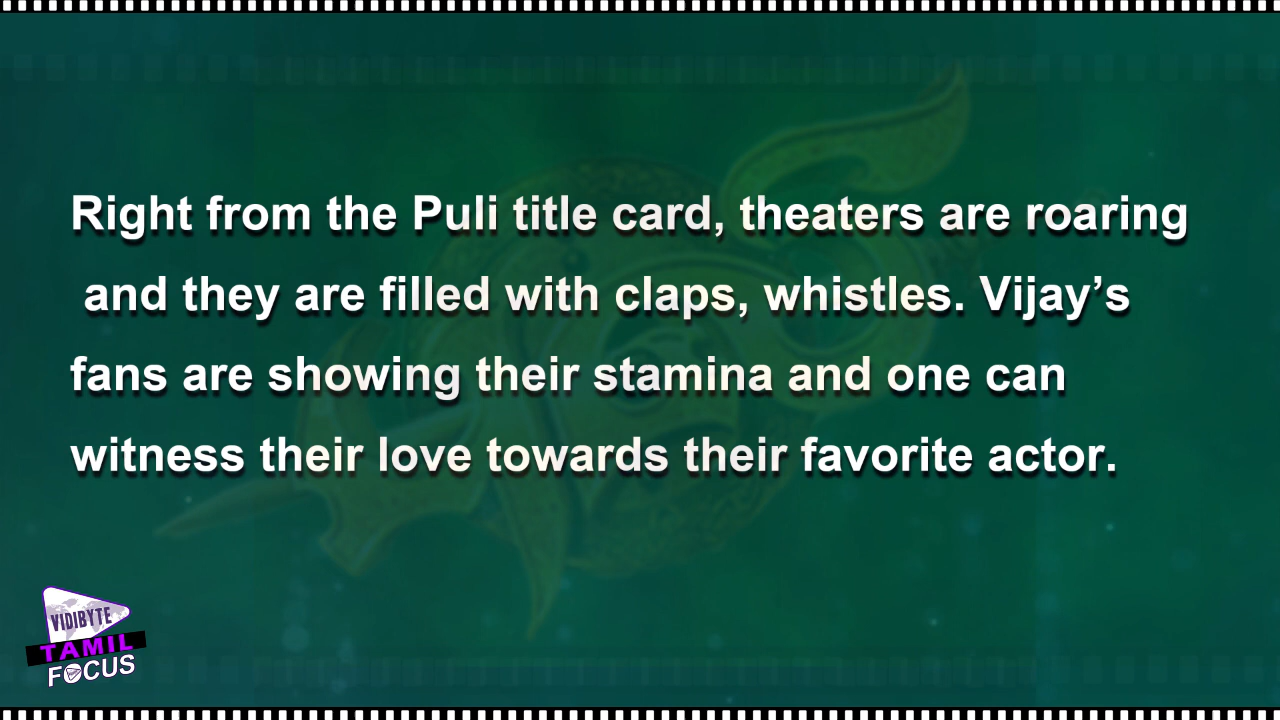 Right from the Puli title card, theaters are roaring
and they are filled with claps, whistles. Vijay’s
fans are showing their stamina and one can
witness their love towards their favorite actor.
VIDIBYTE
TAMIL
FOCUS